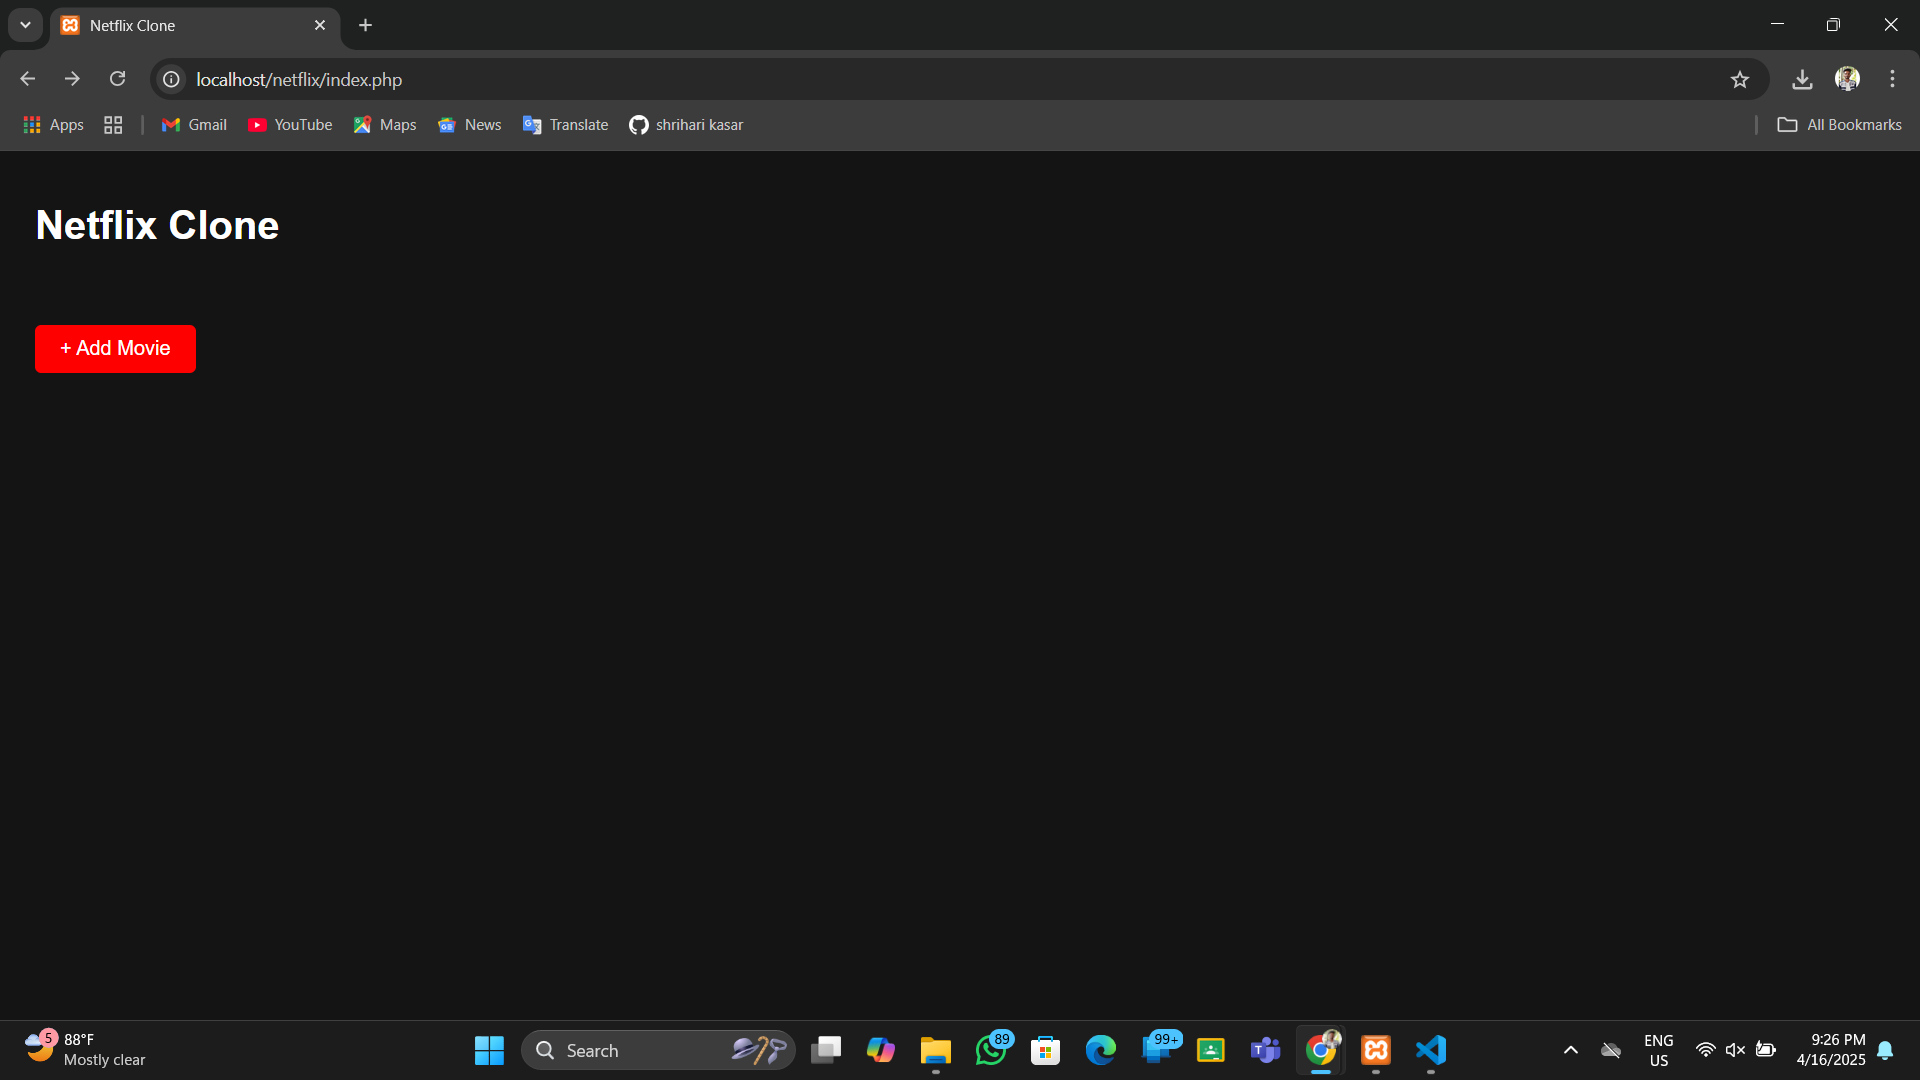 Netflix Clone
localhost/netflix/index.php
Apps
Gmail
YouTube
Maps
News
Translate
shrihari kasar
All Bookmarks
Netflix Clone
+ Add Movie
5
88°F
Mostly clear
Search
89
99+
ENG
US
9:26 PM
4/16/2025